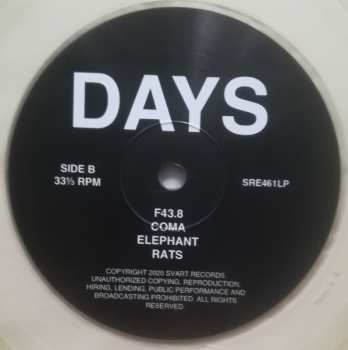 DAYS
SIDE B
33⅓ RPM
SRE461LP
F43.8
COMA
ELEPHANT
RATS
COPYRIGHT 2020 SVART RECORDS.
UNAUTHORIZED COPYING, REPRODUCTION,
HIRING, LENDING, PUBLIC PERFORMANCE AND
BROADCASTING PROHIBITED. ALL RIGHTS
RESERVED.